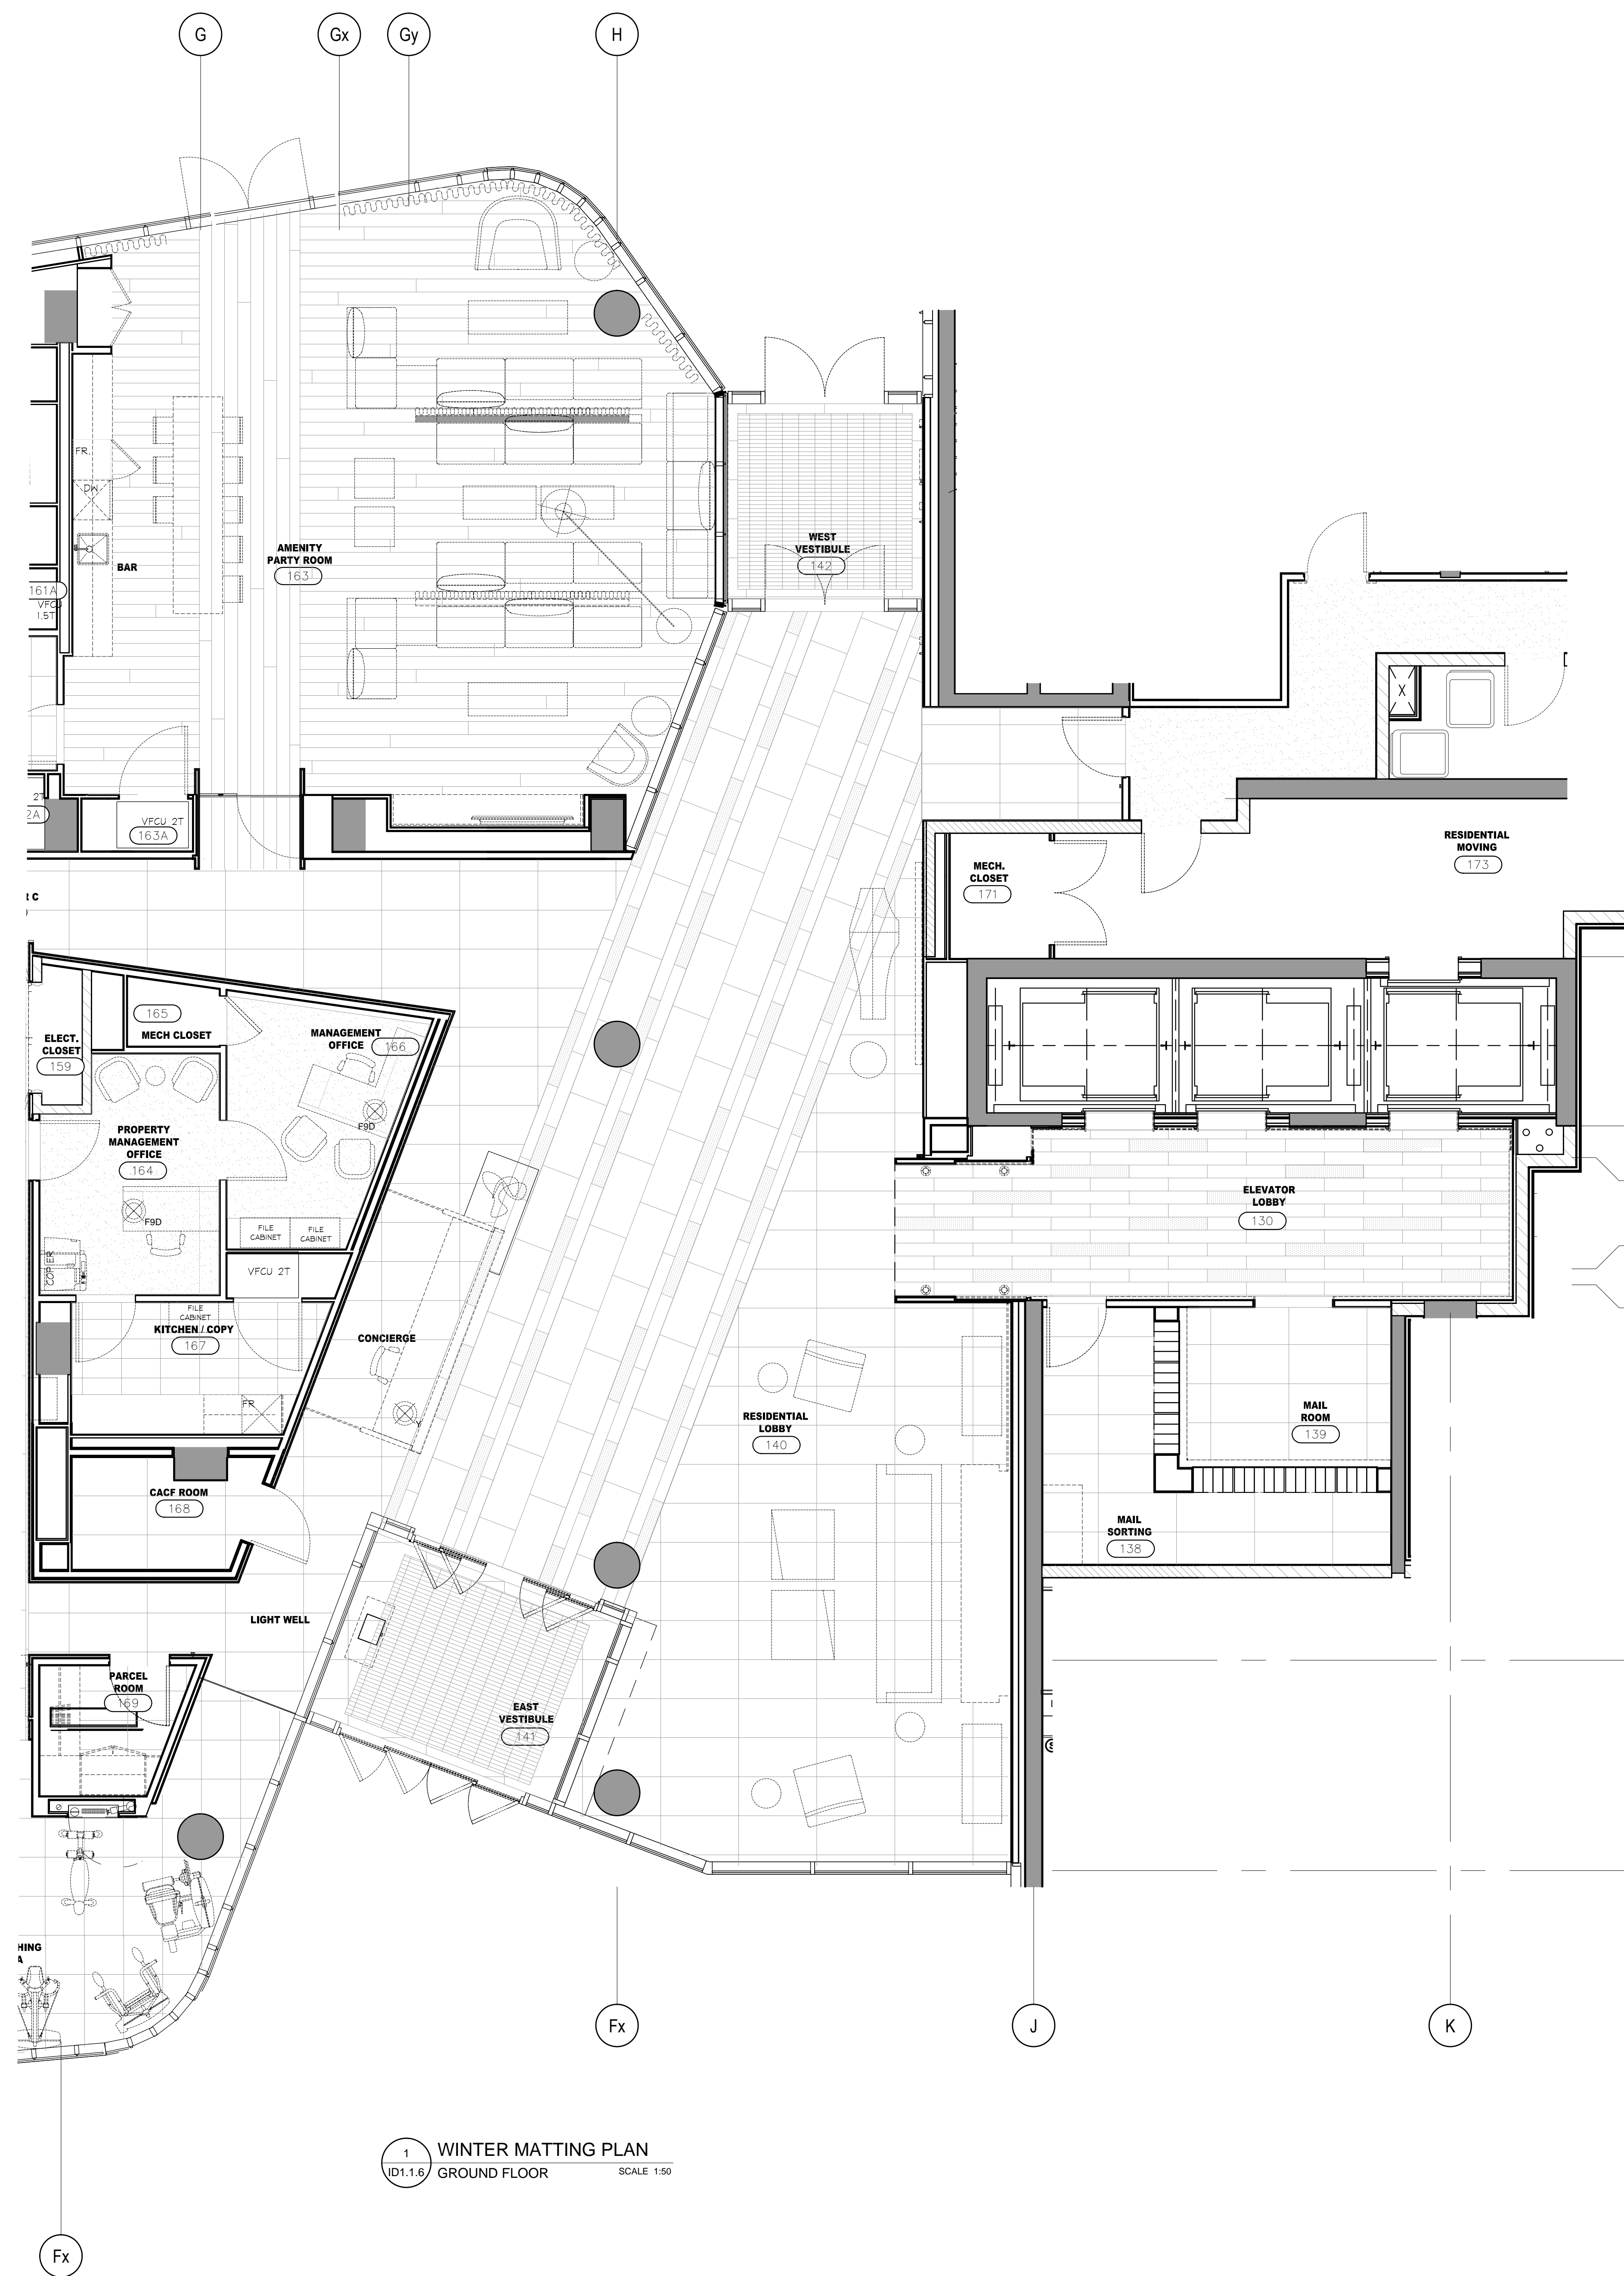 G
Gx
Gy
H
FR.
DW
BAR
AMENITY
PARTY ROOM
163
WEST
VESTIBULE
142
161A
VFCU
1.5T
X
2T
2A
VFCU 2T
163A
RESIDENTIAL
MOVING
173
MECH.
CLOSET
171
C
165
MECH CLOSET
MANAGEMENT
OFFICE
166
ELECT.
CLOSET
159
F9D
PROPERTY
MANAGEMENT
OFFICE
164
F9D
FILE
CABINET
FILE
CABINET
ELEVATOR
LOBBY
130
VFCU 2T
FILE
CABINET
KITCHEN / COPY
167
FR.
CONCIERGE
RESIDENTIAL
LOBBY
140
MAIL
ROOM
139
CACF ROOM
168
MAIL
SORTING
138
LIGHT WELL
PARCEL
ROOM
169
EAST
VESTIBULE
141
HING
A
Fx
J
K
1
ID1.1.6
WINTER MATTING PLAN
GROUND FLOOR
SCALE 1:50
Fx